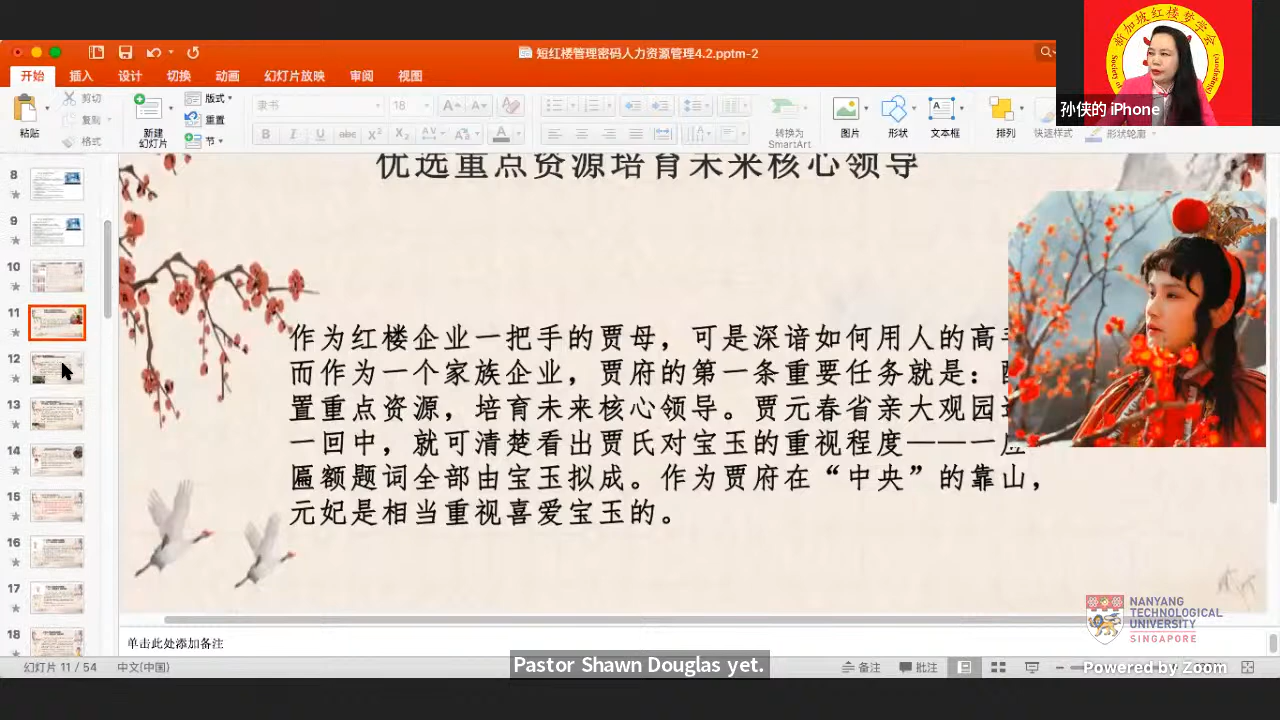 短红楼管理密码人力资源管理4.2.pptm-2
开始 插入 设计 切换 动画 幻灯片放映 审阅 视图
新加坡红楼梦学会
孙侠的 iPhone
粘贴
剪切
复制
格式
新建
幻灯片
版式
重置
节
隶书
18
转换为
SmartArt
图片
形状
文本框
排列
快速样式
形状轮廓
优选重点资源培育未来核心领导
作为红楼企业一把手的贾母，可是深谙如何用人的高
而作为一个家族企业，贾府的第一条重要任务就是：
置重点资源，培育未来核心领导。贾元春省亲大观园
一回中，就可清楚看出贾氏对宝玉的重视程度——一应
匾额题词全部由宝玉拟成。作为贾府在“中央”的靠山，
元妃是相当重视喜爱宝玉的。
8
9
10
11
12
13
14
15
16
17
18
NANYANG
TECHNOLOGICAL
UNIVERSITY
SINGAPORE
单击此处添加备注
Pastor Shawn Douglas yet.
幻灯片 11 / 54 中文(中国)
备注 批注
Powered by Zoom